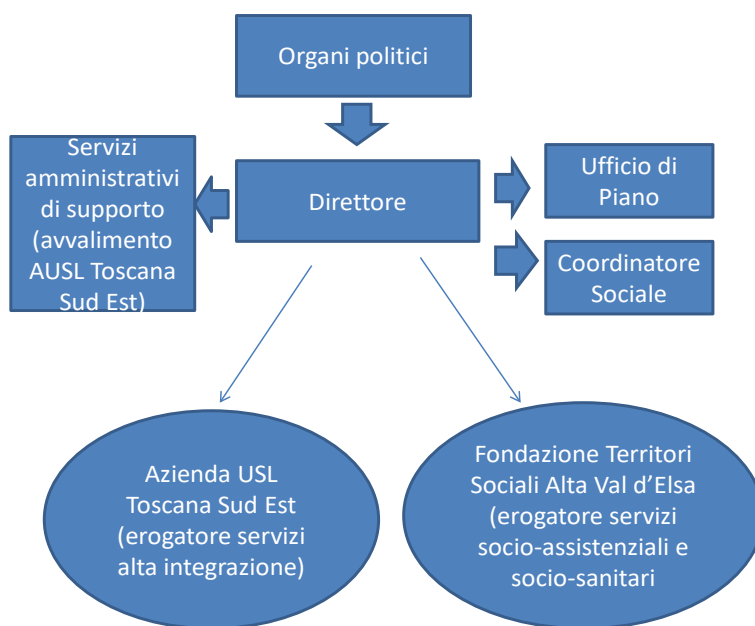 Organi politici
Servizi
amministrativi
di supporto
(avvalimento
AUSL Toscana
Sud Est)
Direttore
Ufficio di
Piano
Coordinatore
Sociale
Azienda USL
Toscana Sud Est
(erogatore servizi
alta integrazione)
Fondazione Territori
Sociali Alta Val d’Elsa
(erogatore servizi
socio-assistenziali e
socio-sanitari